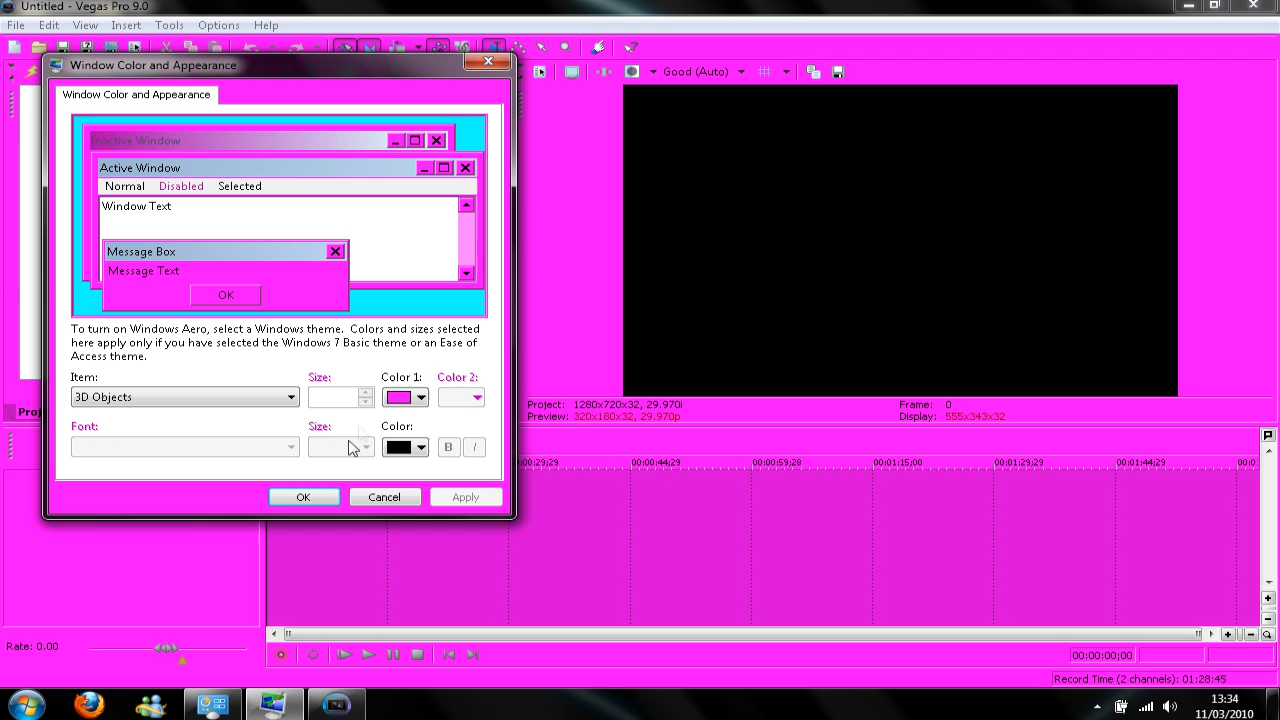 Untitled - Vegas Pro 9.0
File Edit View Insert Tools Options Help
Good (Auto)
Window Color and Appearance
Window Color and Appearance
Inactive Window
Active Window
Normal Disabled Selected
Window Text
Message Box
Message Text
OK
To turn on Windows Aero, select a Windows theme. Colors and sizes selected
here apply only if you have selected the Windows 7 Basic theme or an Ease of
Access theme.
Item: Size: Color 1: Color 2:
3D Objects
Font: Size: Color:
B I
OK Cancel Apply
Project: 1280x720x32, 29.970i Frame: 0
Preview: 320x180x32, 29.970p Display: 555x343x32
00:00:44;29 00:00:59;28 00:01:15;00 00:01:29;29 00:01:44;29
Rate: 0.00
00:00:00;00
Record Time (2 channels): 01:28:45
13:34
11/03/2010